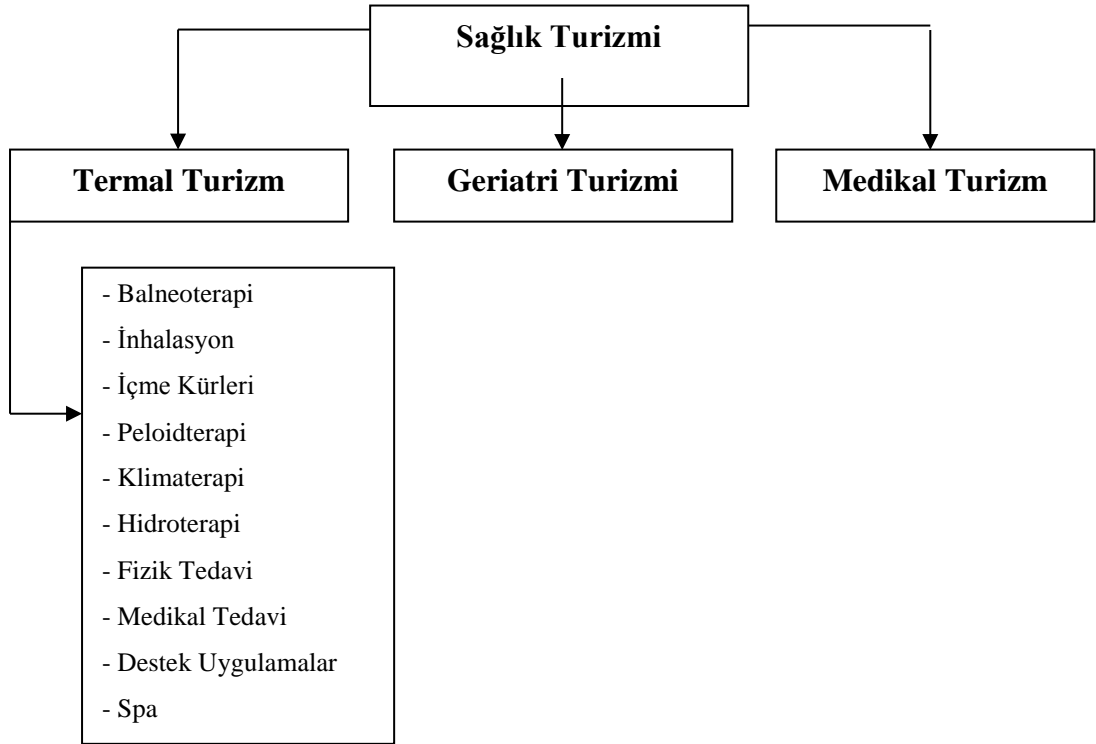 Sağlık Turizmi
Termal Turizm
Geriatri Turizmi
Medikal Turizm
- Balneoterapi
- İnhalasyon
- İçme Kürleri
- Peloidterapi
- Klimaterapi
- Hidroterapi
- Fizik Tedavi
- Medikal Tedavi
- Destek Uygulamalar
- Spa